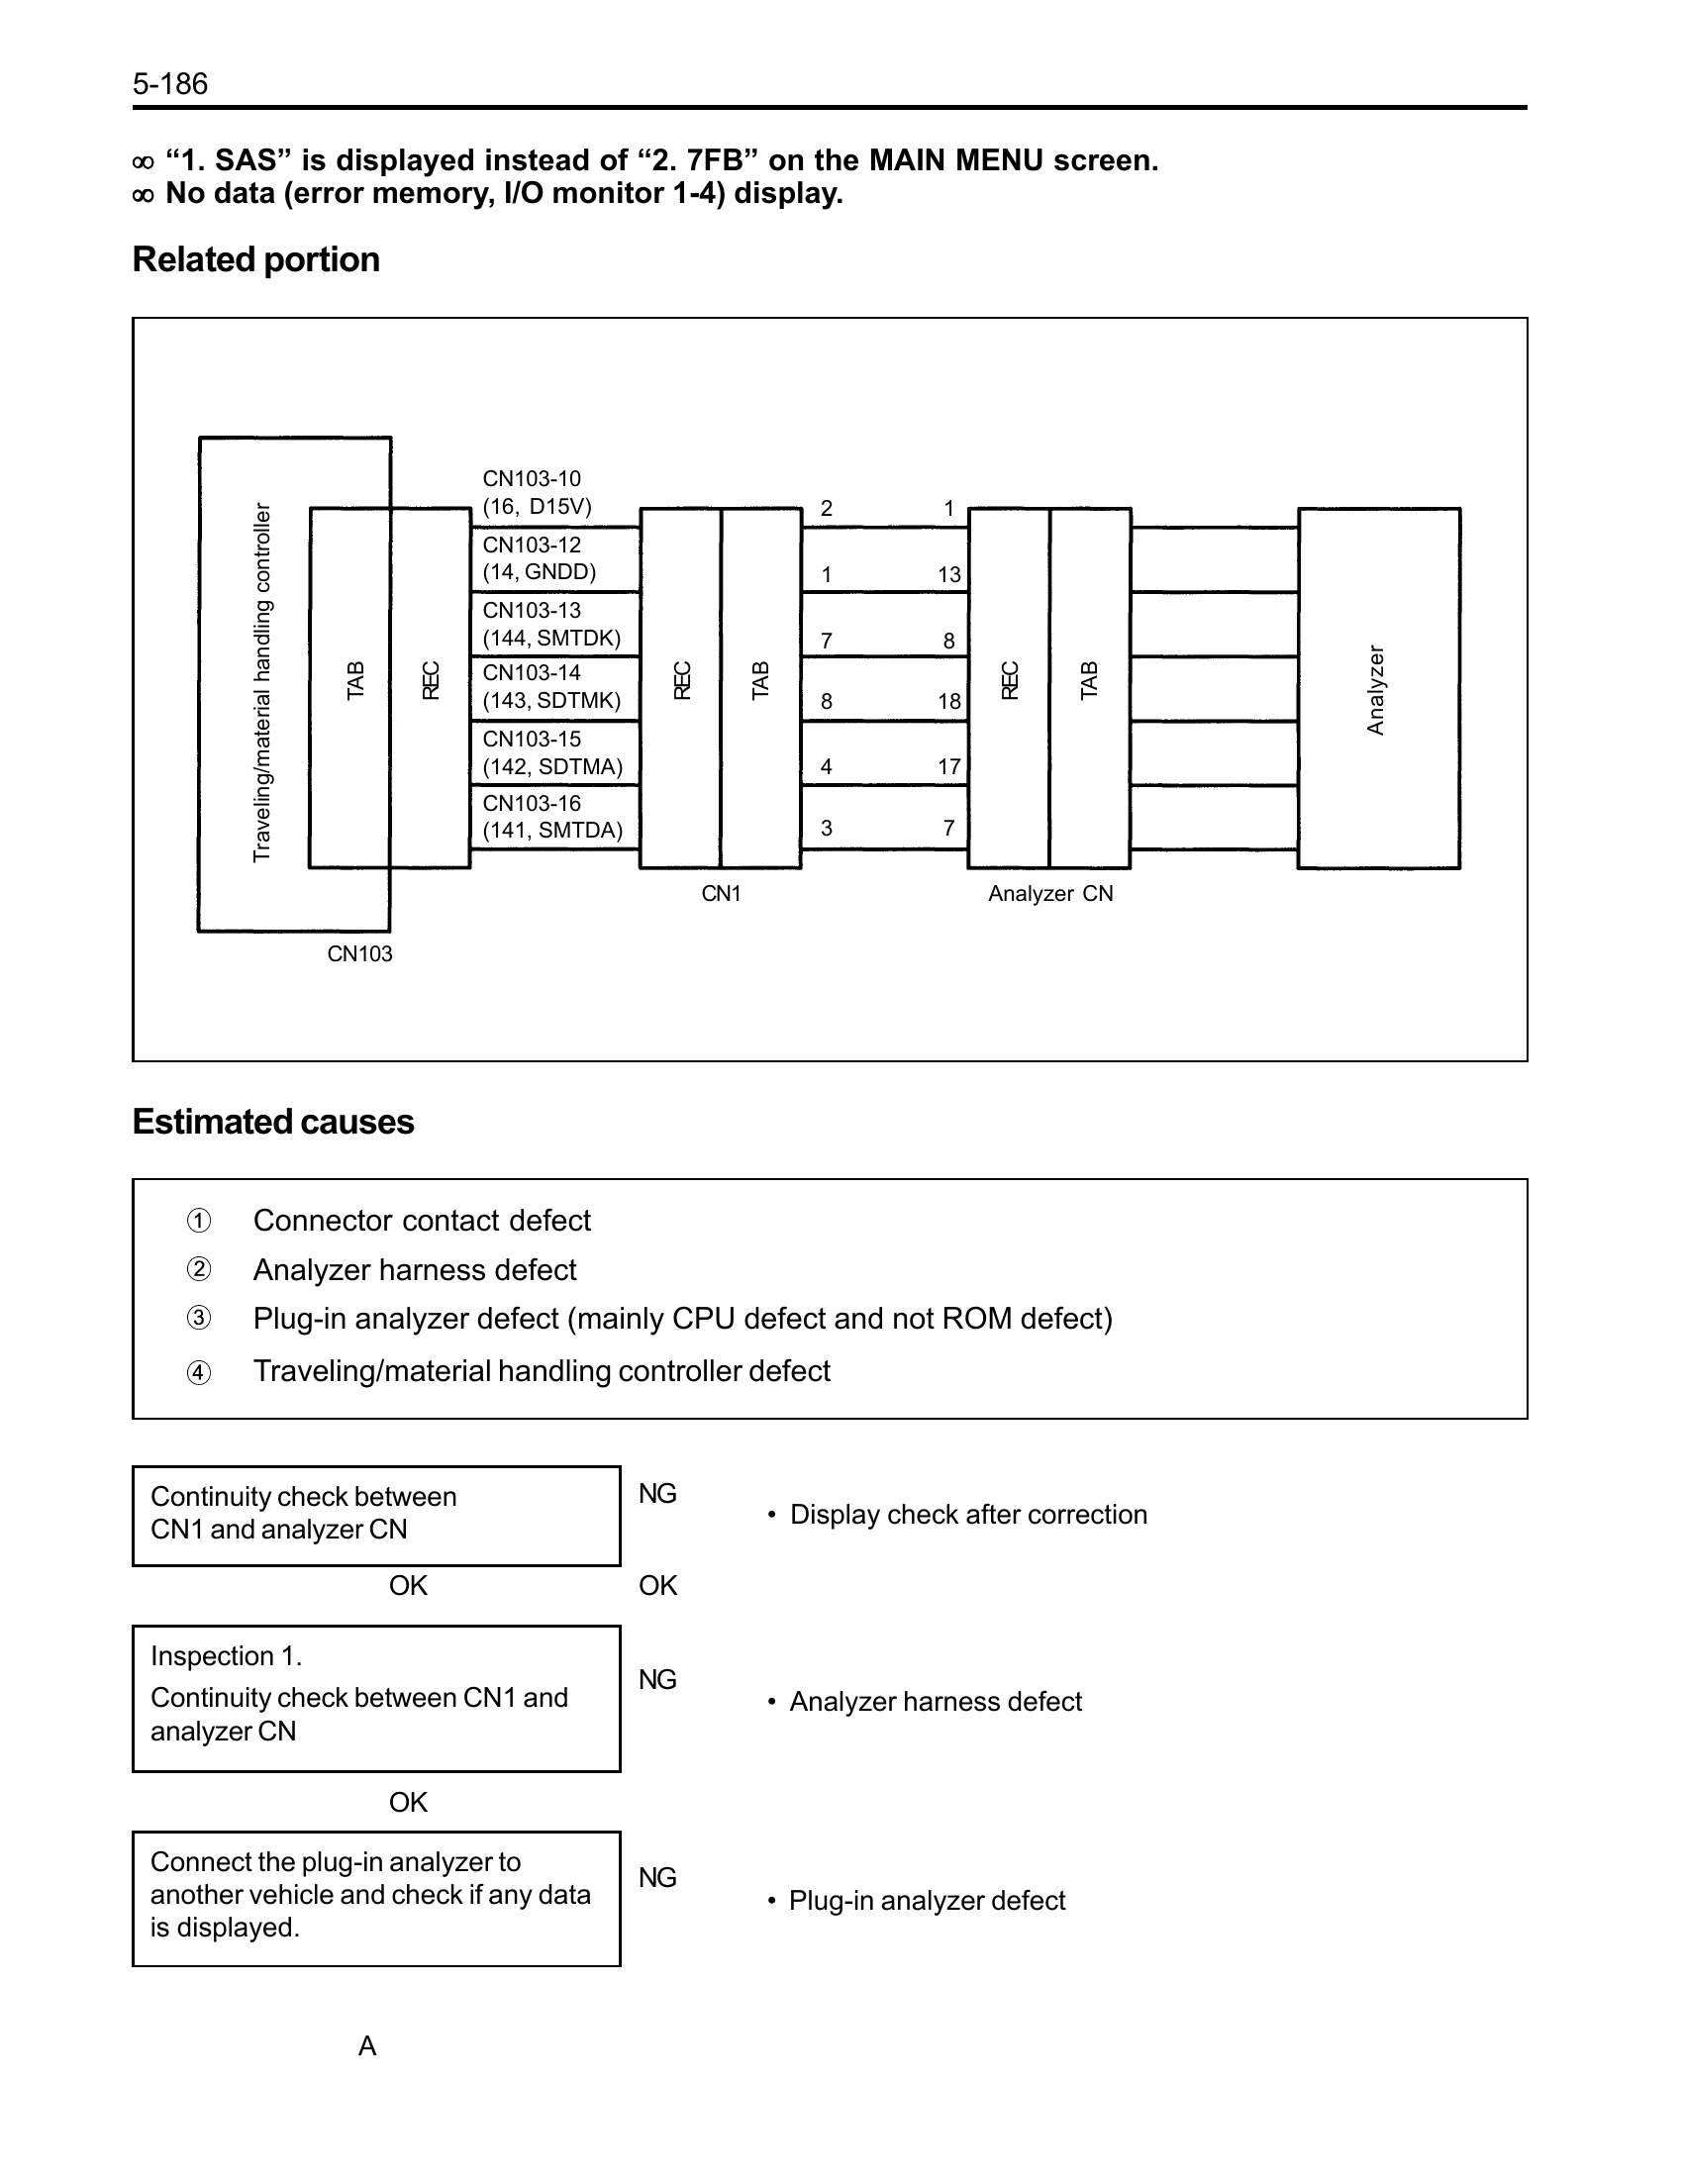 5-186
∞ “1. SAS” is displayed instead of “2. 7FB” on the MAIN MENU screen.
∞ No data (error memory, I/O monitor 1-4) display.
Related portion
Traveling/material handling controller
TAB
REC
CN103
CN103-10
(16, D15V)
CN103-12
(14, GNDD)
CN103-13
(144, SMTDK)
CN103-14
(143, SDTMK)
CN103-15
(142, SDTMA)
CN103-16
(141, SMTDA)
REC
TAB
CN1
2 1
1 13
7 8
8 18
4 17
3 7
REC
TAB
Analyzer CN
Analyzer
Estimated causes
① Connector contact defect
② Analyzer harness defect
③ Plug-in analyzer defect (mainly CPU defect and not ROM defect)
④ Traveling/material handling controller defect
Continuity check between
CN1 and analyzer CN
NG
• Display check after correction
OK OK
Inspection 1.
Continuity check between CN1 and
analyzer CN
NG
• Analyzer harness defect
OK
Connect the plug-in analyzer to
another vehicle and check if any data
is displayed.
NG
• Plug-in analyzer defect
A